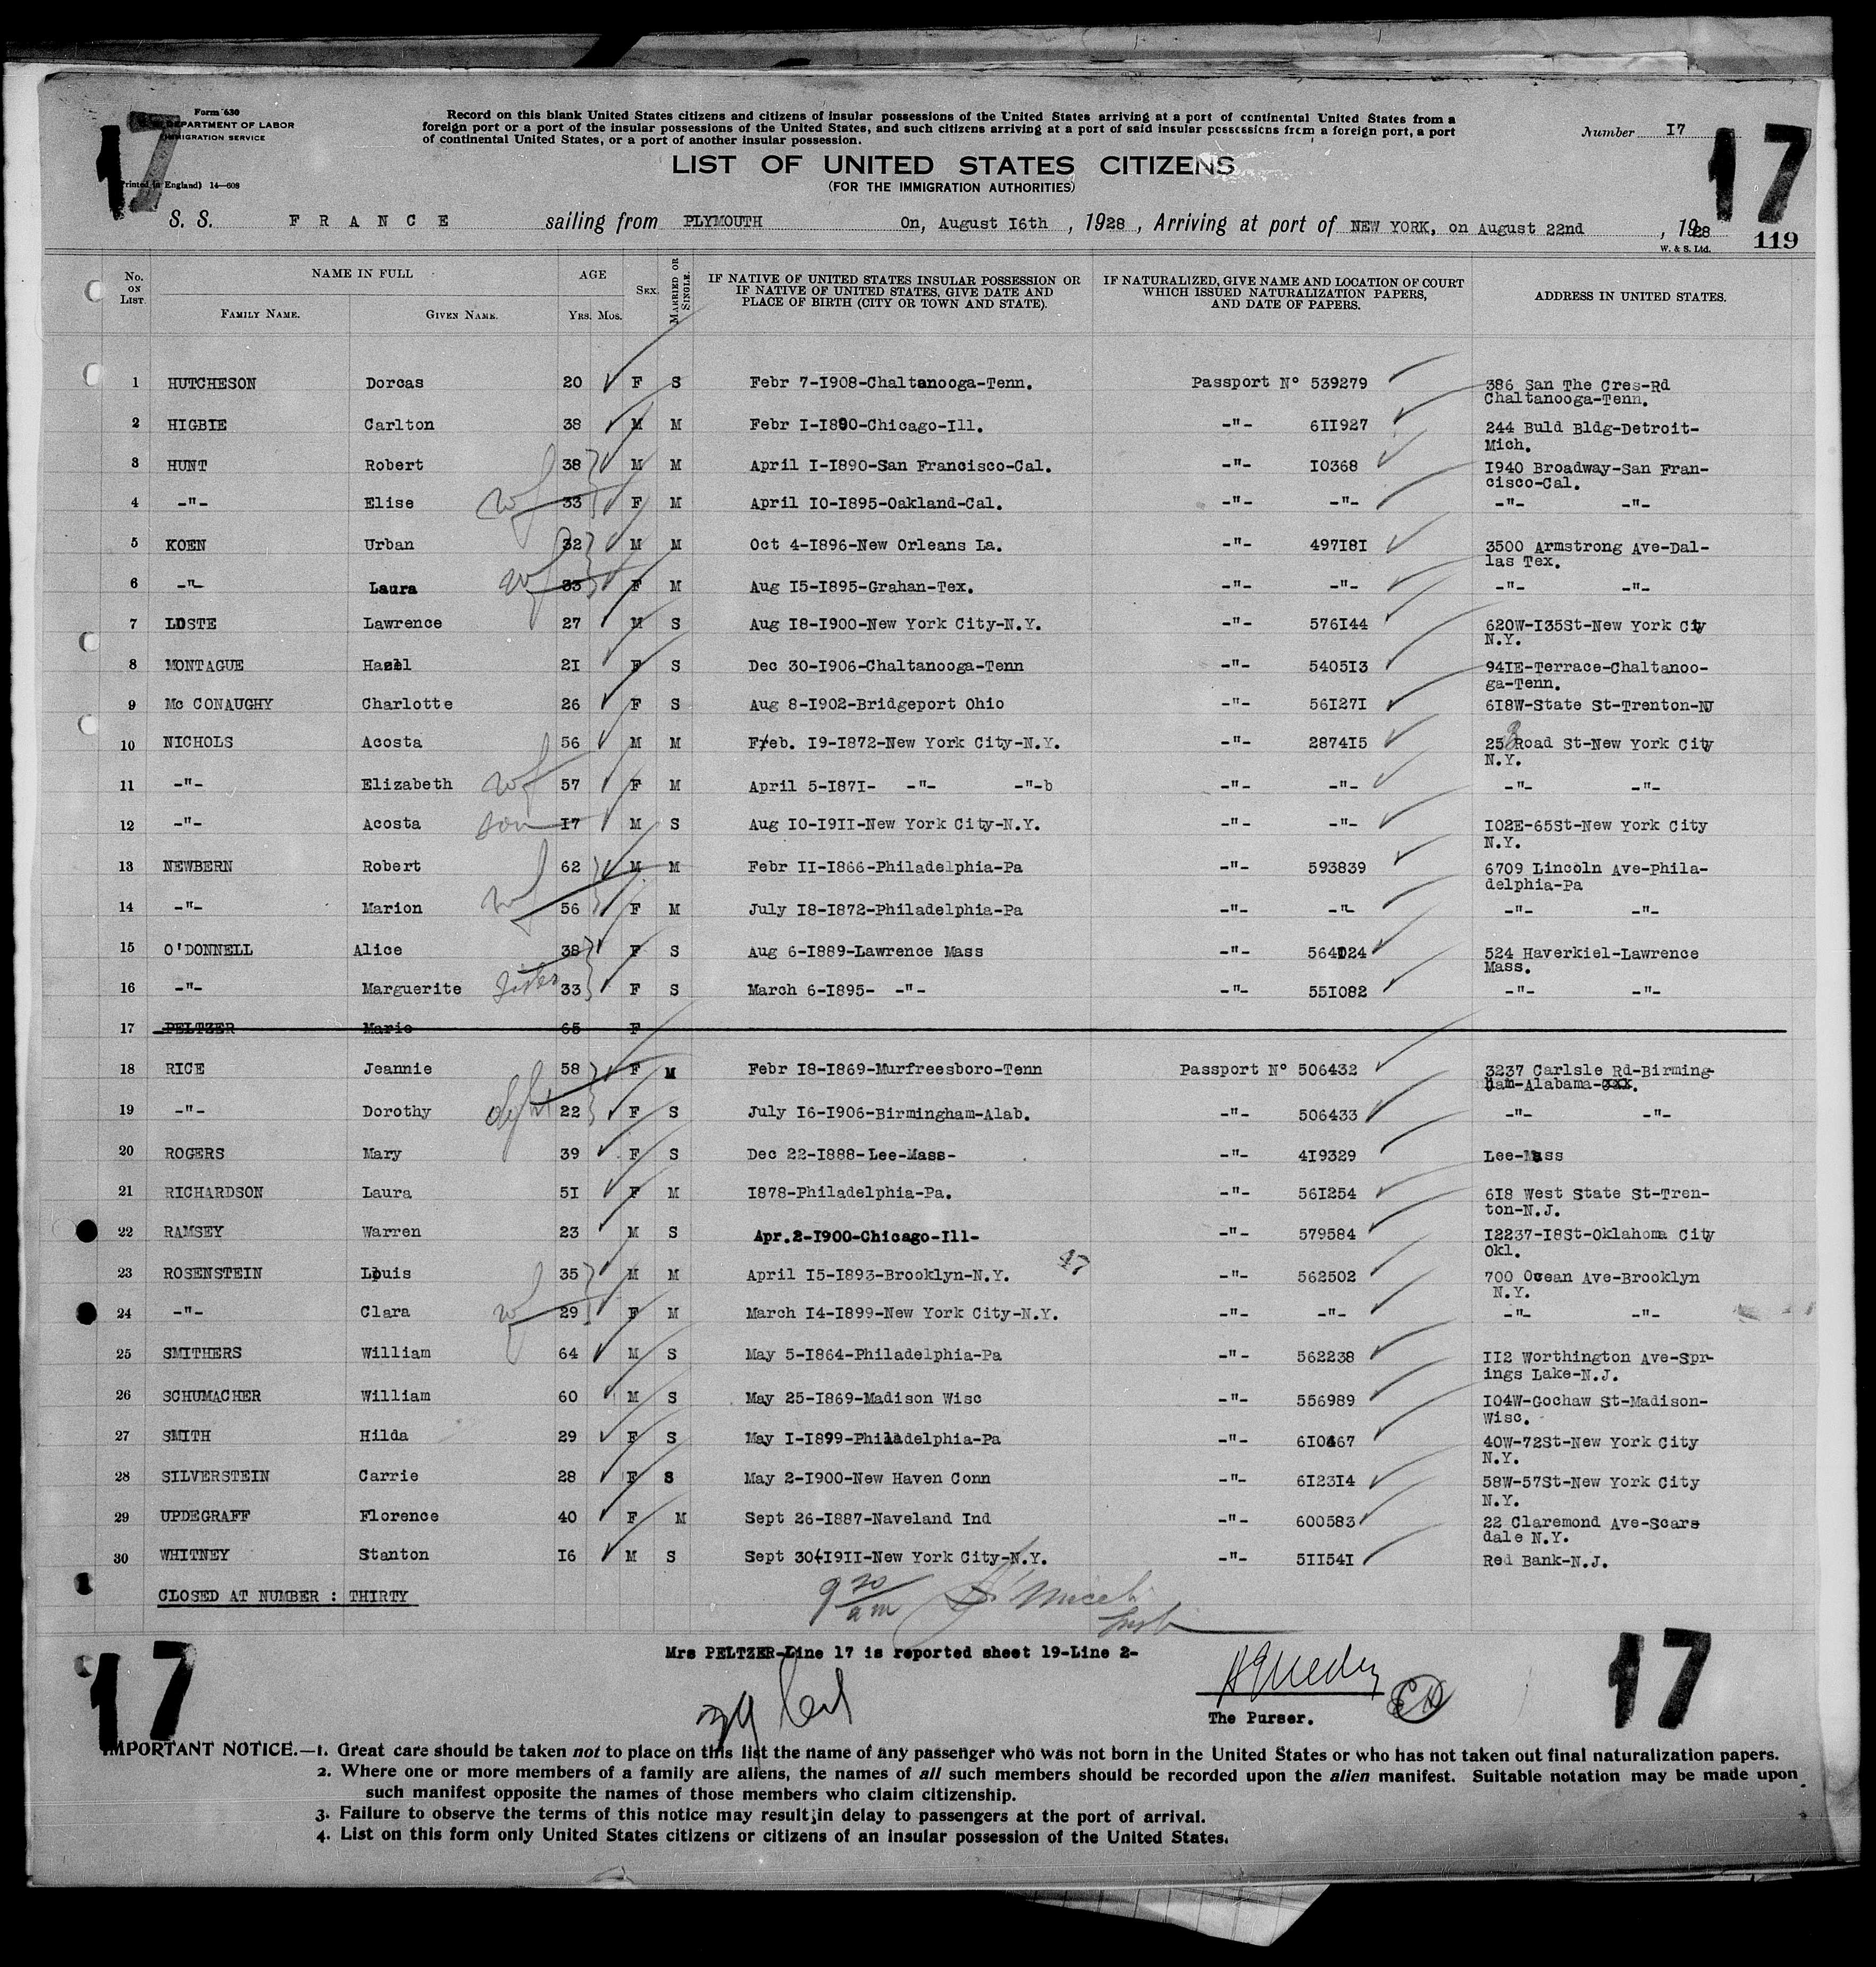 17
Form 630
DEPARTMENT OF LABOR
IMMIGRATION SERVICE
(Printed in England) 14—608
Record on this blank United States citizens and citizens of insular possessions of the United States arriving at a port of continental United States from a
foreign port or a port of the insular possessions of the United States, and such citizens arriving at a port of said insular possessions from a foreign port, a port
of continental United States, or a port of another insular possession.
Number 17
17
LIST OF UNITED STATES CITIZENS
(FOR THE IMMIGRATION AUTHORITIES)
S. S. FRANCE sailing from PLYMOUTH On, August 16th, 1928, Arriving at port of NEW YORK, on August 22nd, 1928
W. & S. Ltd. 119
No. on List. NAME IN FULL Family Name. Given Name. AGE Yrs. Mos. Sex. Married or Single. IF NATIVE OF UNITED STATES INSULAR POSSESSION OR IF NATIVE OF UNITED STATES, GIVE DATE AND PLACE OF BIRTH (CITY OR TOWN AND STATE). IF NATURALIZED, GIVE NAME AND LOCATION OF COURT WHICH ISSUED NATURALIZATION PAPERS, AND DATE OF PAPERS. ADDRESS IN UNITED STATES.
1 HUTCHESON Dorcas 20 F S Febr 7-1908-Chaltanooga-Tenn. Passport N° 539279 386 San The Cres-Rd
Chaltanooga-Tenn.
2 HIGBIE Carlton 38 M M Febr I-1890-Chicago-Ill. -"- 611927 244 Buld Bldg-Detroit-
Mich.
3 HUNT Robert 38 M M April I-1890-San Francisco-Cal. -"- 10368 1940 Broadway-San Fran-
cisco-Cal.
4 -"- Elise wf 33 F M April 10-1895-Oakland-Cal. -"- -"- -"- -"-
5 KOEN Urban 32 M M Oct 4-1896-New Orleans La. -"- 497181 3500 Armstrong Ave-Dal-
las Tex.
6 -"- Laura wf 33 F M Aug 15-1895-Grahan-Tex. -"- -"- -"- -"-
7 LOSTE Lawrence 27 M S Aug 18-1900-New York City-N.Y. -"- 576144 620W-135St-New York City
N.Y.
8 MONTAGUE Hazel 21 F S Dec 30-1906-Chaltanooga-Tenn -"- 540513 941E-Terrace-Chaltanoo-
ga-Tenn.
9 Mc CONAUGHY Charlotte 26 F S Aug 8-1902-Bridgeport Ohio -"- 561271 618W-State St-Trenton-NJ
10 NICHOLS Acosta 56 M M Feb. 19-1872-New York City-N.Y. -"- 287415 25 Broad St-New York City
N.Y.
11 -"- Elizabeth wf 57 F M April 5-1871- -"- -"-b -"- -"- -"- -"-
12 -"- Acosta son 17 M S Aug 10-1911-New York City-N.Y. -"- -"- 102E-65St-New York City
N.Y.
13 NEWBERN Robert 62 M M Febr 11-1866-Philadelphia-Pa -"- 593839 6709 Lincoln Ave-Phila-
delphia-Pa
14 -"- Marion wf 56 F M July 18-1872-Philadelphia-Pa -"- -"- -"- -"-
15 O'DONNELL Alice 38 F S Aug 6-1889-Lawrence Mass -"- 564024 524 Haverkiel-Lawrence
Mass.
16 -"- Marguerite Sister 33 F S March 6-1895- -"- -"- 551082 -"- -"-
17 PELTZER Marie 65 F
18 RICE Jeannie 58 F M Febr 18-1869-Murfreesboro-Tenn Passport N° 506432 3237 Carlsle Rd-Birming-
ham-Alabama-xxx.
19 -"- Dorothy dght 22 F S July 16-1906-Birmingham-Alab. -"- 506433 -"- -"-
20 ROGERS Mary 39 F S Dec 22-1888-Lee-Mass- -"- 419329 Lee-Mass
21 RICHARDSON Laura 51 F M 1878-Philadelphia-Pa. -"- 561254 618 West State St-Tren-
ton-N.J.
22 RAMSEY Warren 23 M S Apr.2-1900-Chicago-Ill- -"- 579584 12237-18St-Oklahoma City
Okl.
23 ROSENSTEIN Louis 35 M M April 15-1893-Brooklyn-N.Y. 47 -"- 562502 700 Ocean Ave-Brooklyn
N.Y.
24 -"- Clara wf 29 F M March 14-1899-New York City-N.Y. -"- -"- -"- -"-
25 SMITHERS William 64 M S May 5-1864-Philadelphia-Pa -"- 562238 112 Worthington Ave-Spr-
ings Lake-N.J.
26 SCHUMACHER William 60 M S May 25-1869-Madison Wisc -"- 556989 104W-Gochaw St-Madison-
Wisc.
27 SMITH Hilda 29 F S May I-1899-Philadelphia-Pa -"- 610467 40W-72St-New York City
N.Y.
28 SILVERSTEIN Carrie 28 F S May 2-1900-New Haven Conn -"- 612314 58W-57St-New York City
N.Y.
29 UPDEGRAFF Florence 40 F M Sept 26-1887-Naveland Ind -"- 600583 22 Claremond Ave-Scars
dale N.Y.
30 WHITNEY Stanton 16 M S Sept 30-1911-New York City-N.Y. -"- 511541 Red Bank-N.J.
CLOSED AT NUMBER : THIRTY
9 30 am
Mrs PELTZER-Line 17 is reported sheet 19-Line 2-
17
17
The Purser.
IMPORTANT NOTICE.—1. Great care should be taken not to place on this list the name of any passenger who was not born in the United States or who has not taken out final naturalization papers.
2. Where one or more members of a family are aliens, the names of all such members should be recorded upon the alien manifest. Suitable notation may be made upon
such manifest opposite the names of those members who claim citizenship.
3. Failure to observe the terms of this notice may result in delay to passengers at the port of arrival.
4. List on this form only United States citizens or citizens of an insular possession of the United States.